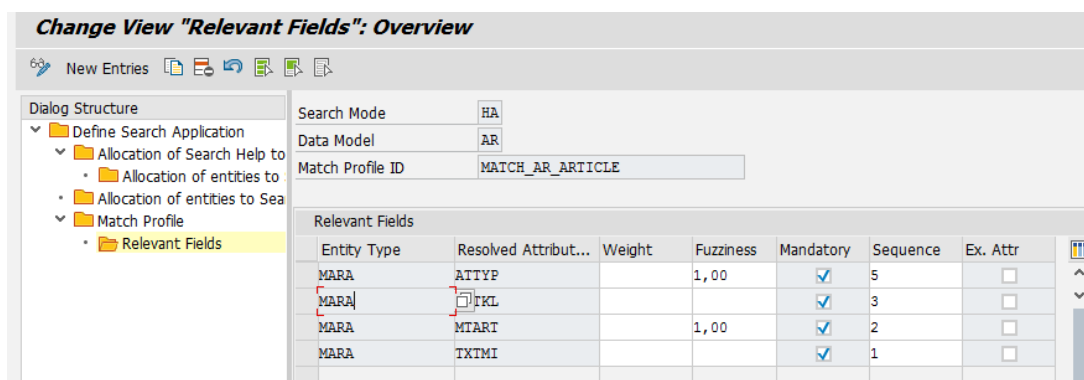 Change View "Relevant Fields": Overview
New Entries
Dialog Structure
Define Search Application
Allocation of Search Help to
Allocation of entities to
Allocation of entities to Sea
Match Profile
Relevant Fields
Search Mode HA
Data Model AR
Match Profile ID MATCH_AR_ARTICLE
Relevant Fields
Entity Type Resolved Attribut... Weight Fuzziness Mandatory Sequence Ex. Attr
MARA ATTYP 1,00 5
MARA TKL 3
MARA MTART 1,00 2
MARA TXTMI 1